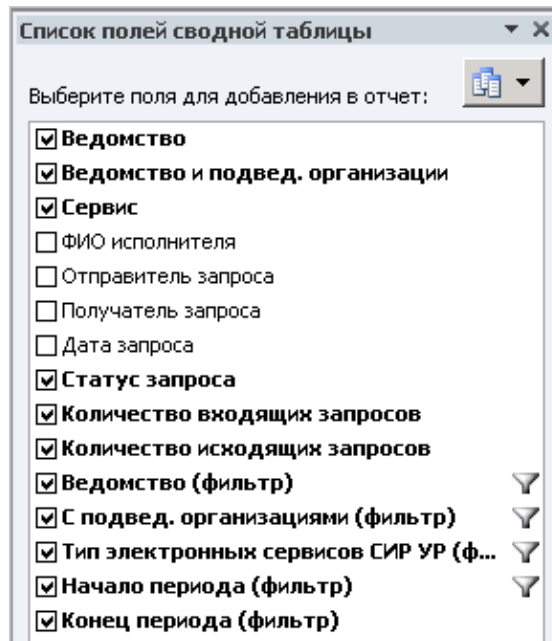 Список полей сводной таблицы
Выберите поля для добавления в отчет:
Ведомство
Ведомство и подвед. организации
Сервис
ФИО исполнителя
Отправитель запроса
Получатель запроса
Дата запроса
Статус запроса
Количество входящих запросов
Количество исходящих запросов
Ведомство (фильтр)
С подвед. организациями (фильтр)
Тип электронных сервисов СИР УР (ф...
Начало периода (фильтр)
Конец периода (фильтр)